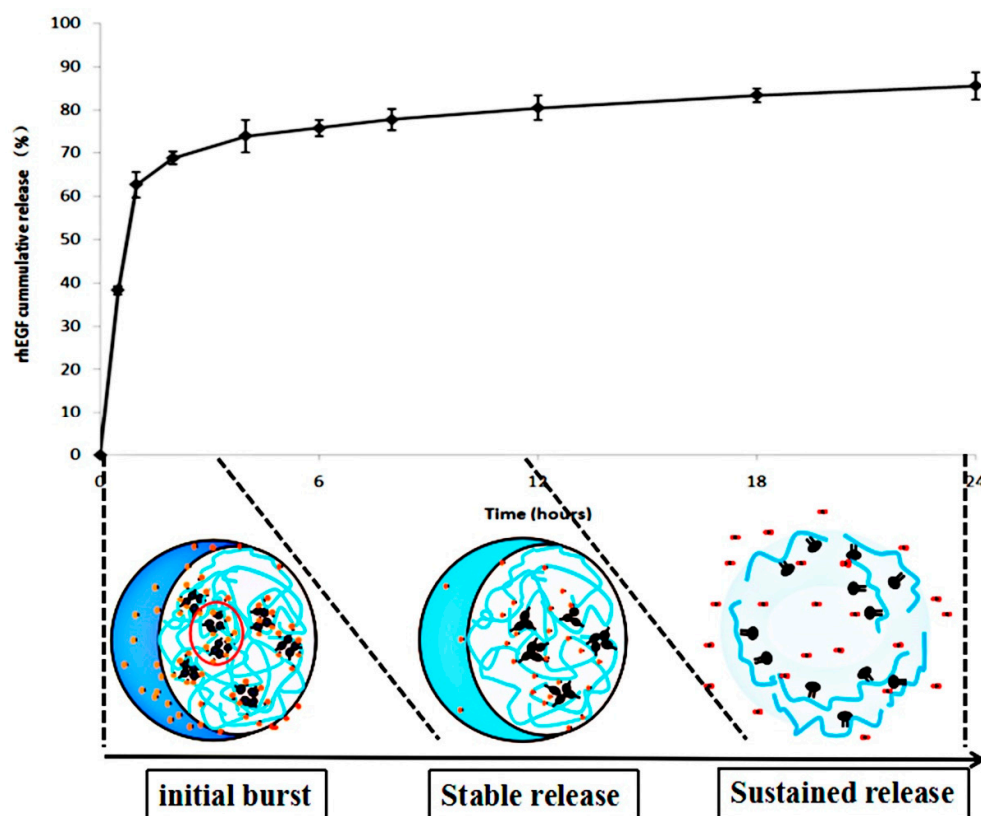 100
90
80
70
60
50
40
30
20
10
0
rhEGF cummulative release （%）
0 6 12 18 24
Time (hours)
initial burst Stable release Sustained release